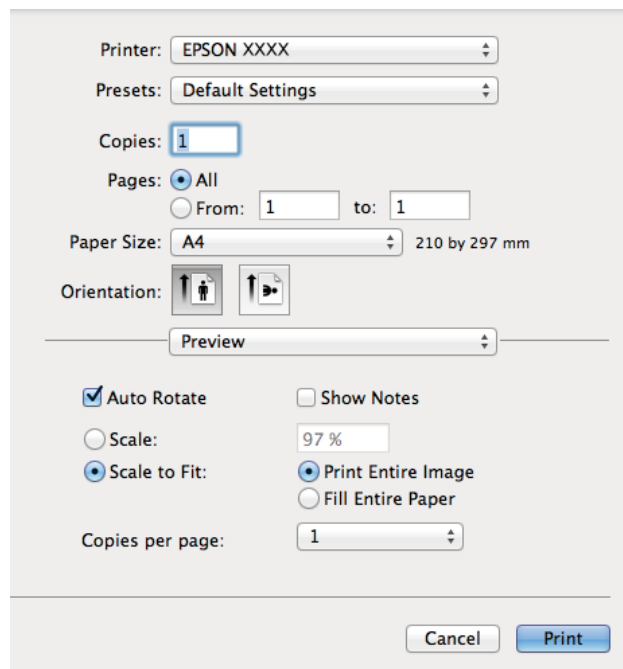 Printer: EPSON XXXX
Presets: Default Settings
Copies: 1
Pages: All
From: 1 to: 1
Paper Size: A4 210 by 297 mm
Orientation:
Preview
Auto Rotate Show Notes
Scale: 97 %
Scale to Fit: Print Entire Image
Fill Entire Paper
Copies per page: 1
Cancel Print